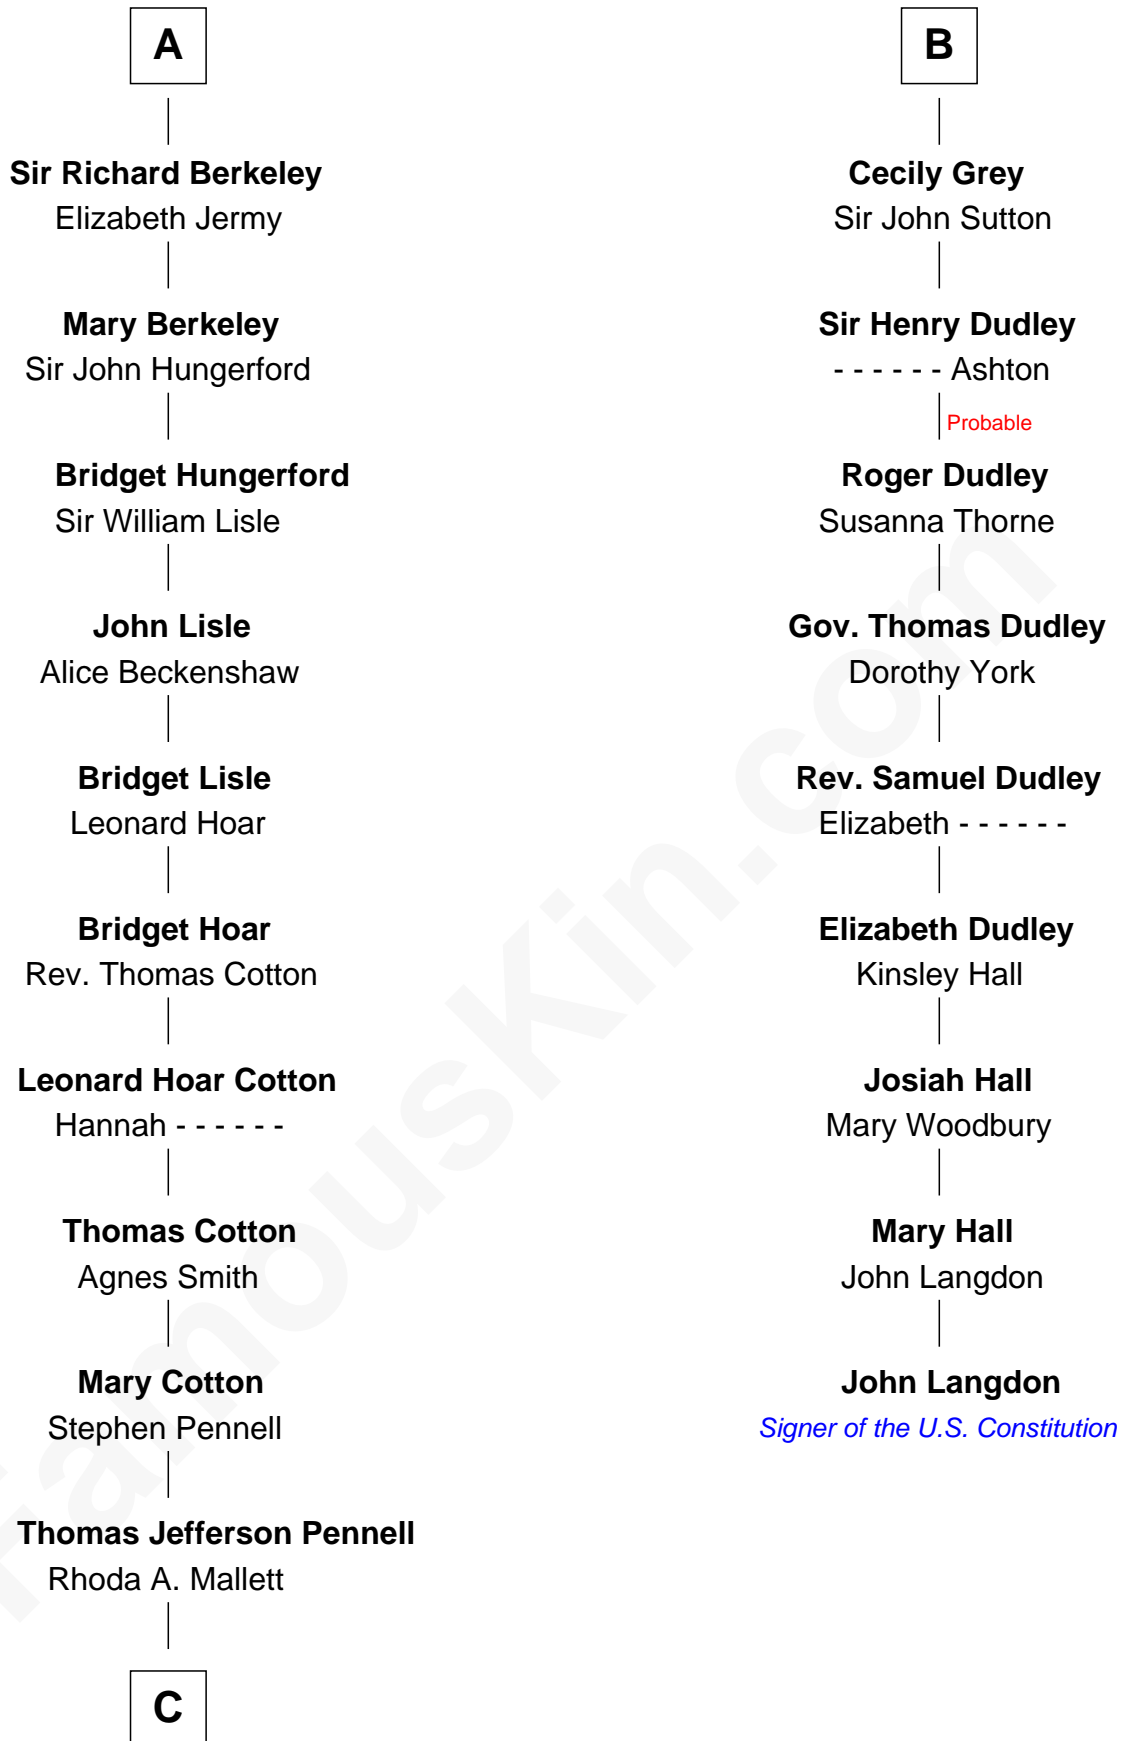 A
Sir Richard Berkeley
Elizabeth Jermy
Mary Berkeley
Sir John Hungerford
Bridget Hungerford
Sir William Lisle
John Lisle
Alice Beckenshaw
Bridget Lisle
Leonard Hoar
Bridget Hoar
Rev. Thomas Cotton
Leonard Hoar Cotton
Hannah - - - - - -
Thomas Cotton
Agnes Smith
Mary Cotton
Stephen Pennell
Thomas Jefferson Pennell
Rhoda A. Mallett
C
B
Cecily Grey
Sir John Sutton
Sir Henry Dudley
- - - - - - Ashton
Probable
Roger Dudley
Susanna Thorne
Gov. Thomas Dudley
Dorothy York
Rev. Samuel Dudley
Elizabeth - - - - - -
Elizabeth Dudley
Kinsley Hall
Josiah Hall
Mary Woodbury
Mary Hall
John Langdon
John Langdon
Signer of the U.S. Constitution
FamousKin.com